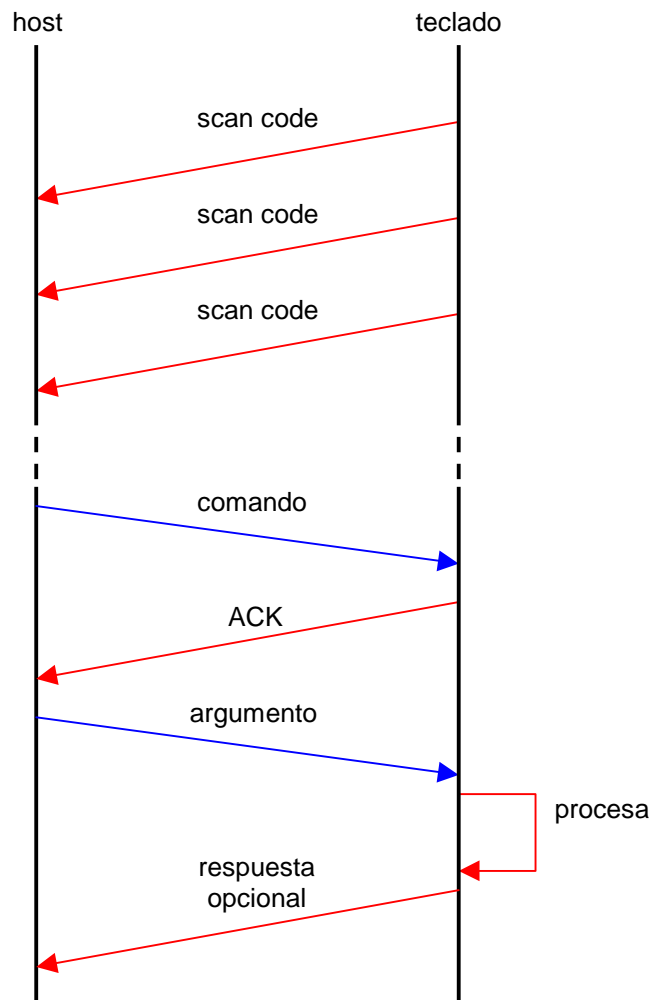 host
teclado
scan code
scan code
scan code
comando
ACK
argumento
procesa
respuesta
opcional